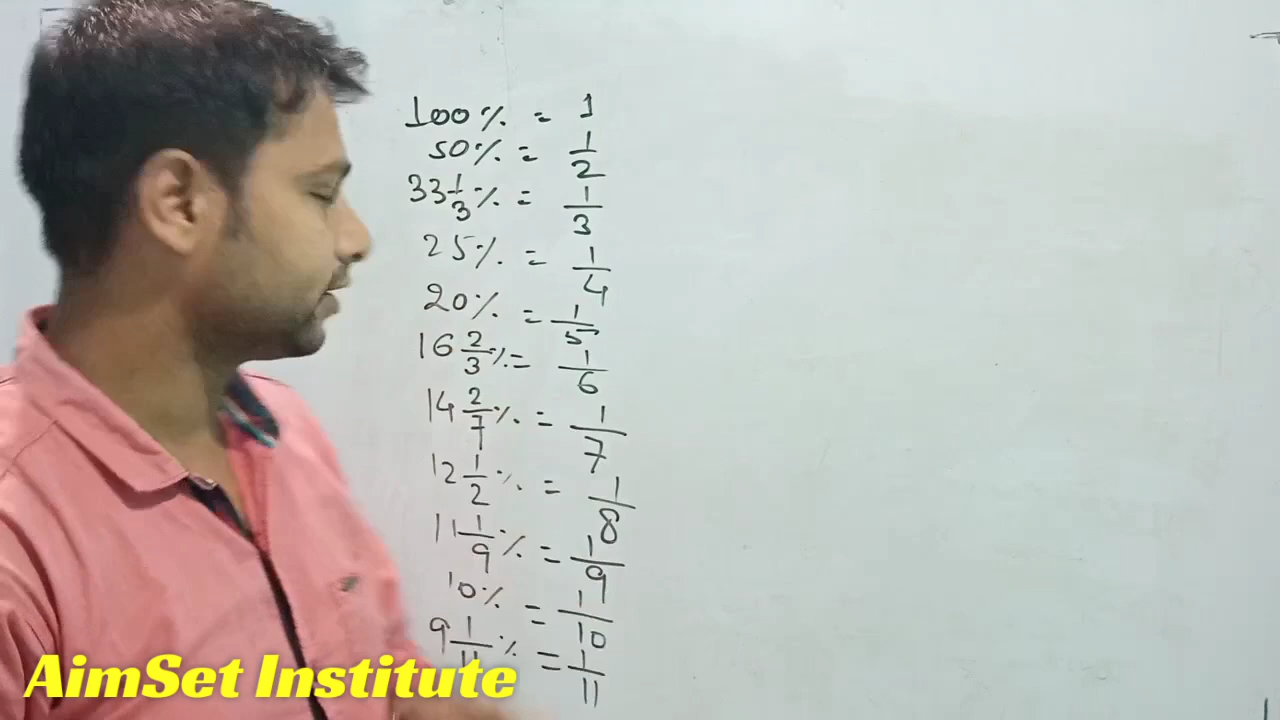 100% = 1
50% = 1/2
33 1/3 % = 1/3
25% = 1/4
20% = 1/5
16 2/3 % = 1/6
14 2/7 % = 1/7
12 1/2 % = 1/8
11 1/9 % = 1/9
10% = 1/10
9 1/11 % = 1/11
AimSet Institute